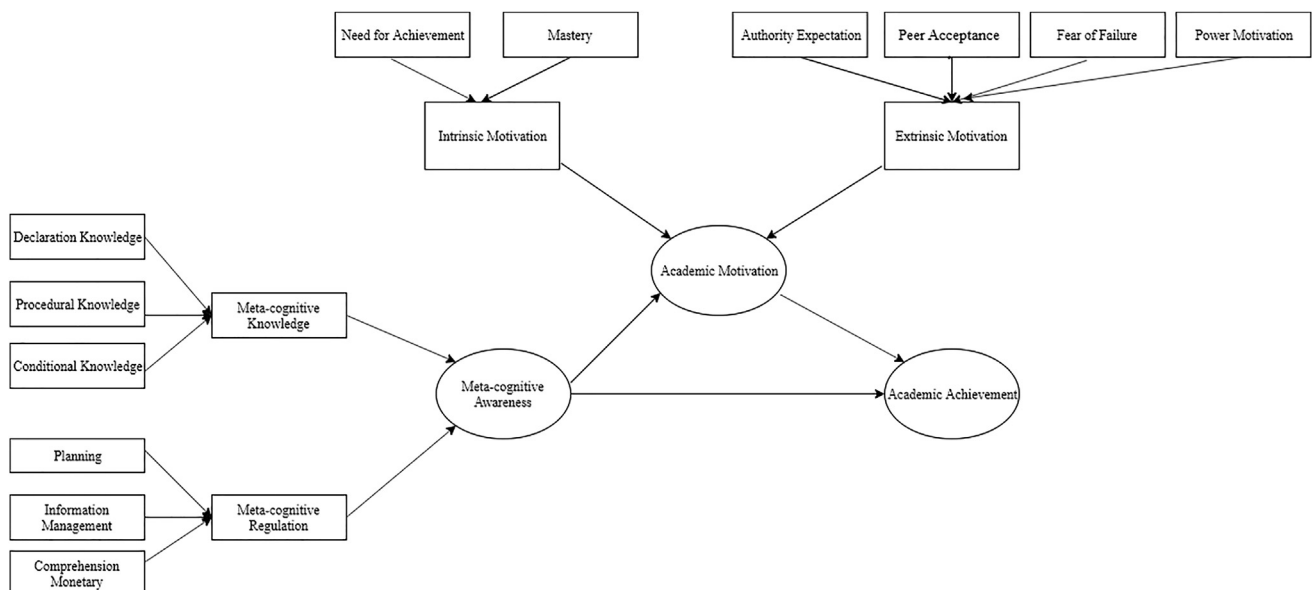 Need for Achievement
Mastery
Authority Expectation
Peer Acceptance
Fear of Failure
Power Motivation
Intrinsic Motivation
Extrinsic Motivation
Declaration Knowledge
Academic Motivation
Procedural Knowledge
Meta-cognitive
Knowledge
Conditional Knowledge
Meta-cognitive
Awareness
Academic Achievement
Planning
Information
Management
Meta-cognitive
Regulation
Comprehension
Monetary